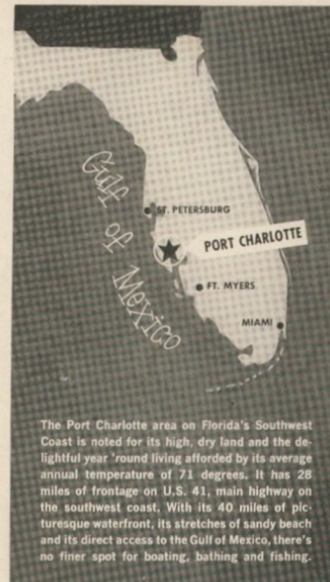 Gulf
of
Mexico
ST. PETERSBURG
PORT CHARLOTTE
FT. MYERS
MIAMI
The Port Charlotte area on Florida's Southwest
Coast is noted for its high, dry land and the de-
lightful year 'round living afforded by its average
annual temperature of 71 degrees. It has 28
miles of frontage on U.S. 41, main highway on
the southwest coast. With its 40 miles of pic-
turesque waterfront, its stretches of sandy beach
and its direct access to the Gulf of Mexico, there's
no finer spot for boating, bathing and fishing.